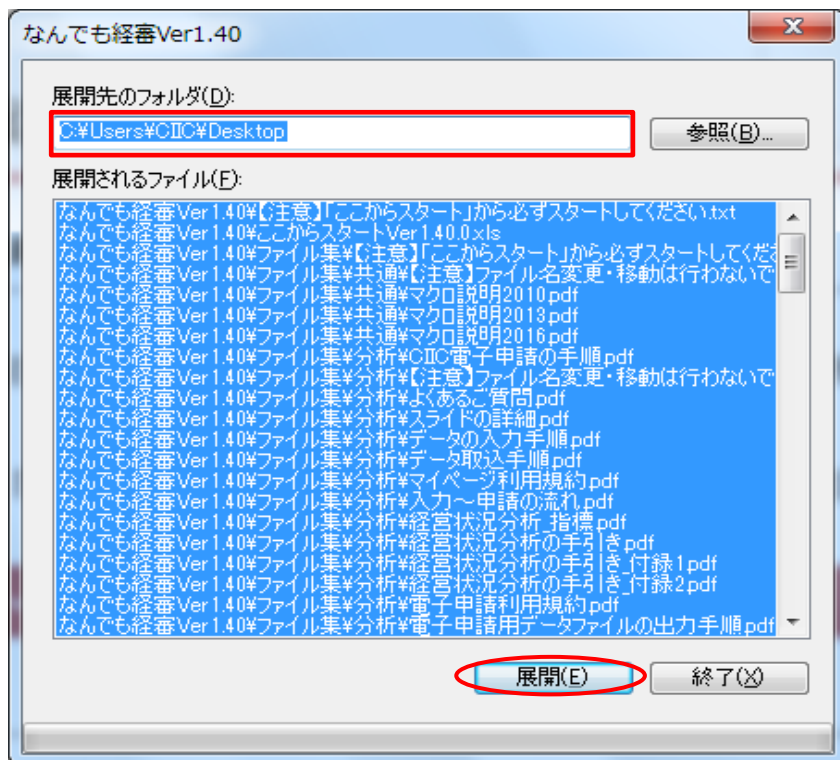 なんでも経審Ver1.40
展開先のフォルダ(D):
C:¥Users¥CIIC¥Desktop
参照(B)...
展開されるファイル(F):
なんでも経審Ver1.40¥【注意】「ここからスタート」から必ずスタートしてください.txt
なんでも経審Ver1.40¥ここからスタートVer1.40.0.xls
なんでも経審Ver1.40¥ファイル集¥【注意】「ここからスタート」から必ずスタートしてくださ
なんでも経審Ver1.40¥ファイル集¥共通¥【注意】ファイル名変更・移動は行わないで
なんでも経審Ver1.40¥ファイル集¥共通¥マクロ説明2010.pdf
なんでも経審Ver1.40¥ファイル集¥共通¥マクロ説明2013.pdf
なんでも経審Ver1.40¥ファイル集¥共通¥マクロ説明2016.pdf
なんでも経審Ver1.40¥ファイル集¥分析¥CIIC電子申請の手順.pdf
なんでも経審Ver1.40¥ファイル集¥分析¥【注意】ファイル名変更・移動は行わないで
なんでも経審Ver1.40¥ファイル集¥分析¥よくあるご質問.pdf
なんでも経審Ver1.40¥ファイル集¥分析¥スライドの詳細.pdf
なんでも経審Ver1.40¥ファイル集¥分析¥データの入力手順.pdf
なんでも経審Ver1.40¥ファイル集¥分析¥データ取込手順.pdf
なんでも経審Ver1.40¥ファイル集¥分析¥マイページ利用規約.pdf
なんでも経審Ver1.40¥ファイル集¥分析¥入力～申請の流れ.pdf
なんでも経審Ver1.40¥ファイル集¥分析¥経営状況分析_指標.pdf
なんでも経審Ver1.40¥ファイル集¥分析¥経営状況分析の手引き.pdf
なんでも経審Ver1.40¥ファイル集¥分析¥経営状況分析の手引き_付録1.pdf
なんでも経審Ver1.40¥ファイル集¥分析¥経営状況分析の手引き_付録2.pdf
なんでも経審Ver1.40¥ファイル集¥分析¥電子申請利用規約.pdf
なんでも経審Ver1.40¥ファイル集¥分析¥電子申請用データファイルの出力手順.pdf
展開(E)
終了(X)